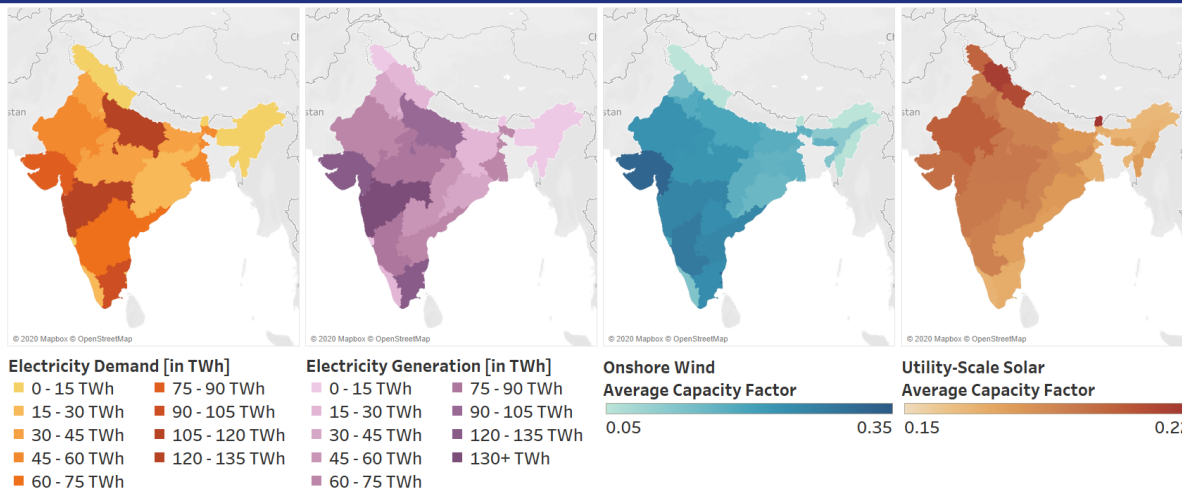 Ch
stan
© 2020 Mapbox © OpenStreetMap
Electricity Demand [in TWh]
0 - 15 TWh
15 - 30 TWh
30 - 45 TWh
45 - 60 TWh
60 - 75 TWh
75 - 90 TWh
90 - 105 TWh
105 - 120 TWh
120 - 135 TWh
© 2020 Mapbox © OpenStreetMap
Electricity Generation [in TWh]
0 - 15 TWh
15 - 30 TWh
30 - 45 TWh
45 - 60 TWh
60 - 75 TWh
75 - 90 TWh
90 - 105 TWh
120 - 135 TWh
130+ TWh
Ch
stan
© 2020 Mapbox © OpenStreetMap
Onshore Wind
Average Capacity Factor
0.05 0.35
stan
© 2020 Mapbox © OpenStreetMap
Utility-Scale Solar
Average Capacity Factor
0.15